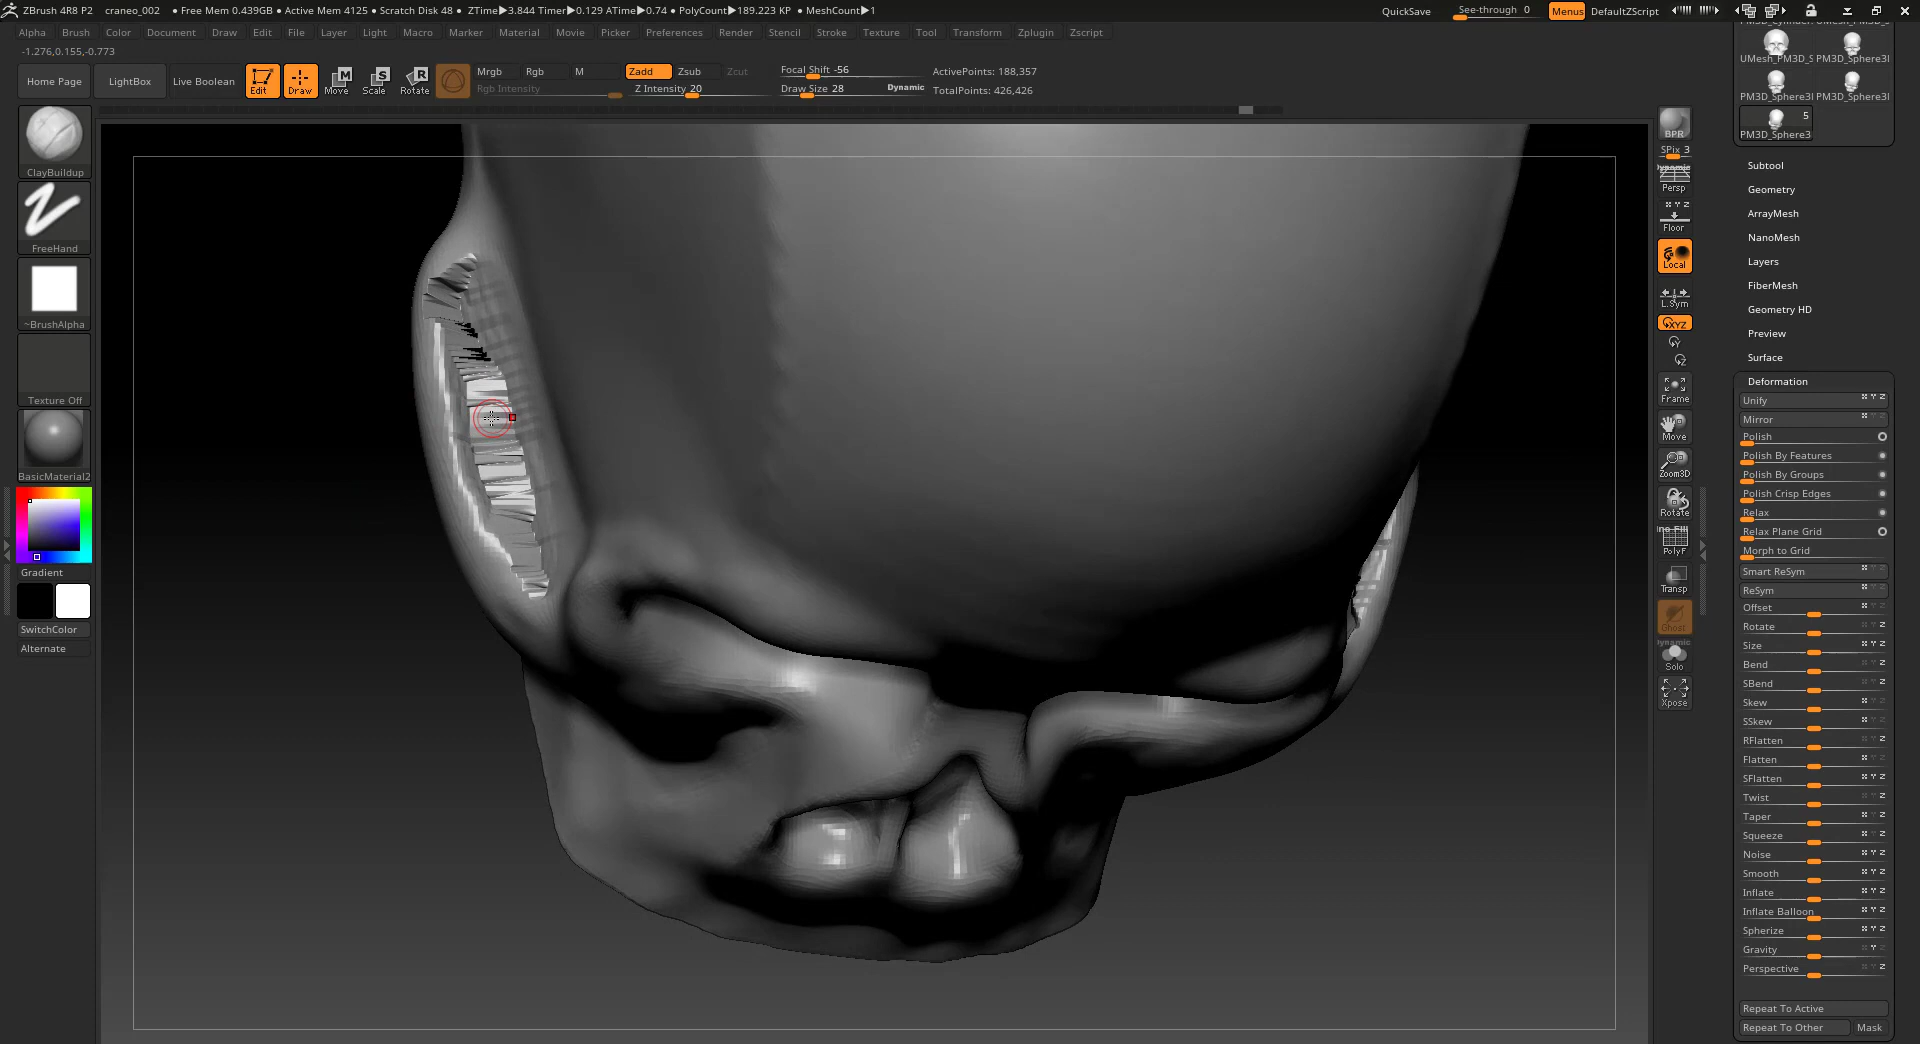 ZBrush 4R8 P2 craneo_002 • Free Mem 0.439GB • Active Mem 4125 • Scratch Disk 48 • ZTime▶3.844 Timer▶0.129 ATime▶0.74 • PolyCount▶189.223 KP • MeshCount▶1 QuickSave See-through 0 Menus DefaultZScript
Alpha Brush Color Document Draw Edit File Layer Light Macro Marker Material Movie Picker Preferences Render Stencil Stroke Texture Tool Transform Zplugin Zscript
-1.276,0.155,-0.773
Home Page LightBox Live Boolean Edit Draw Move Scale Rotate
Mrgb Rgb M Zadd Zsub Zcut Focal Shift -56 ActivePoints: 188,357
Rgb Intensity Z Intensity 20 Draw Size 28 Dynamic TotalPoints: 426,426
ClayBuildup
FreeHand
~BrushAlpha
Texture Off
BasicMaterial2
Gradient
SwitchColor
Alternate
BPR
SPix 3
Dynamic
Persp
X Y Z
Floor
Local
L.Sym
XYZ
Y
Z
Frame
Move
Zoom3D
Rotate
PolyF
Transp
Ghost
Dynamic
Solo
Xpose
UMesh_PM3D_S PM3D_Sphere3I
PM3D_Sphere3I PM3D_Sphere3I
5
PM3D_Sphere3
Subtool
Geometry
ArrayMesh
NanoMesh
Layers
FiberMesh
Geometry HD
Preview
Surface
Deformation
Unify X Y Z
Mirror
Polish
Polish By Features
Polish By Groups
Polish Crisp Edges
Relax
Relax Plane Grid
Morph to Grid
Smart ReSym
ReSym
Offset
Rotate
Size
Bend
SBend
Skew
SSkew
RFlatten
Flatten
SFlatten
Twist
Taper
Squeeze
Noise
Smooth
Inflate
Inflate Balloon
Spherize
Gravity
Perspective
Repeat To Active
Repeat To Other Mask